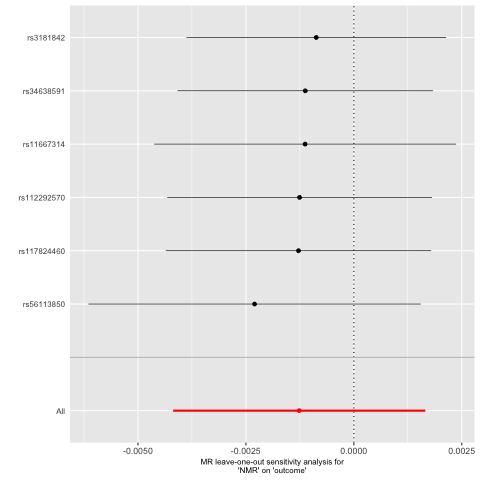 rs3181842
rs34638591
rs11667314
rs112292570
rs117824460
rs56113850
All
-0.0050
-0.0025
0.0000
0.0025
MR leave-one-out sensitivity analysis for
'NMR' on 'outcome'